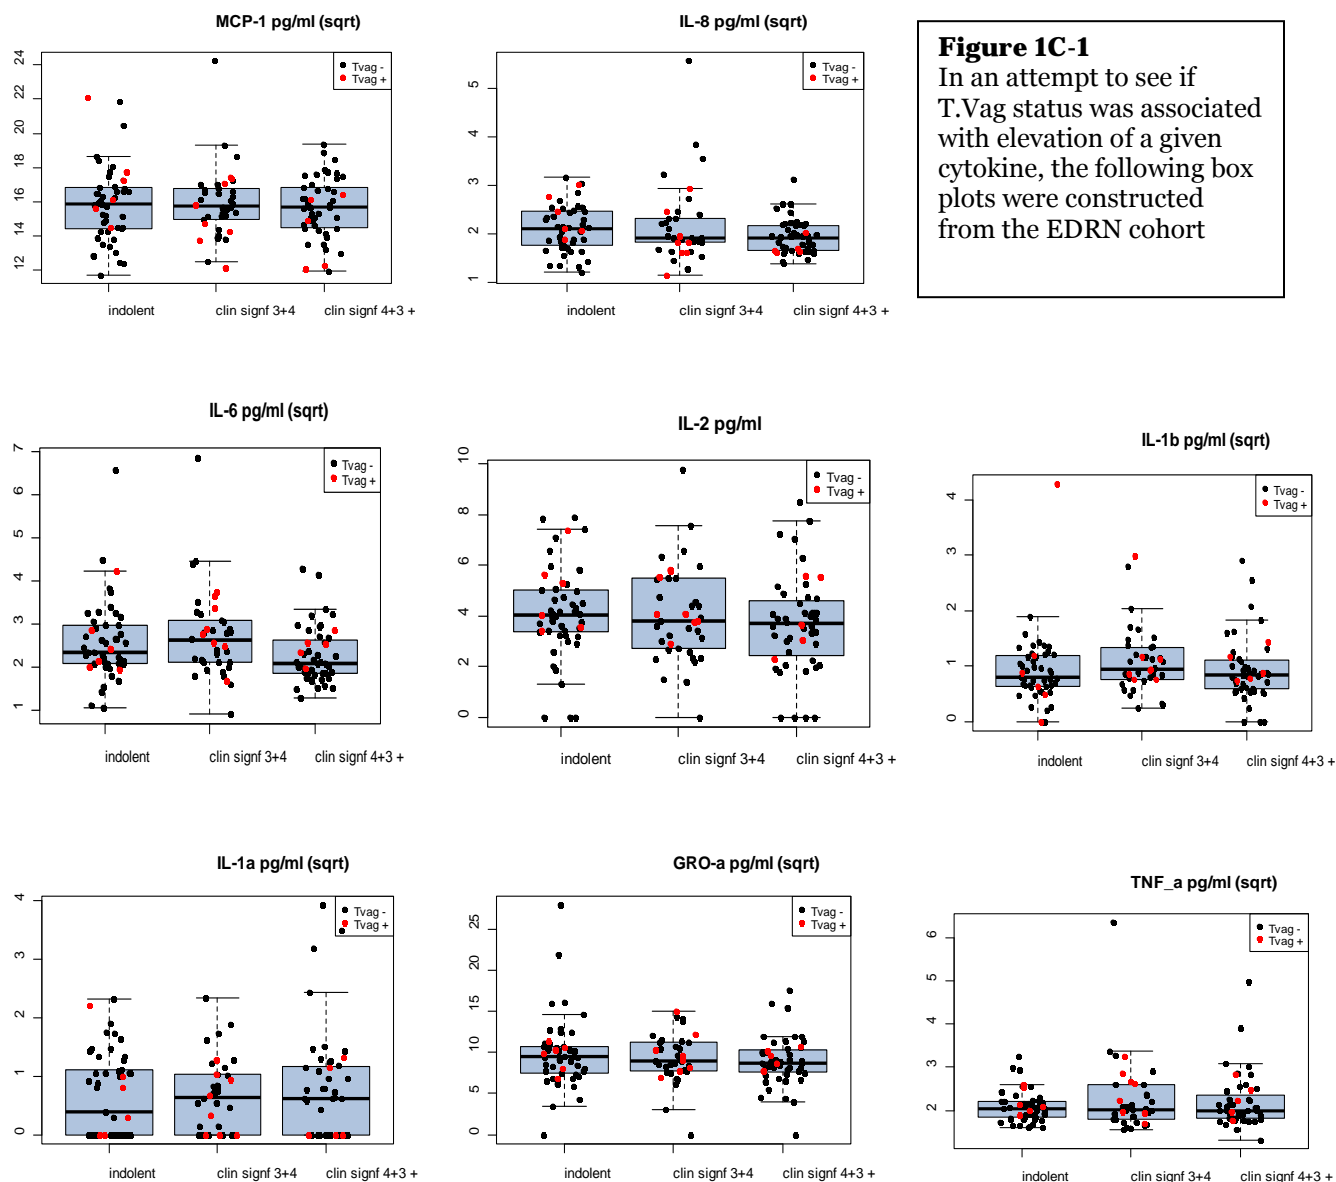 MCP-1 pg/ml (sqrt)
24
22
20
18
16
14
12
Tvag -
Tvag +
indolent
clin signf 3+4
clin signf 4+3 +
IL-8 pg/ml (sqrt)
5
4
3
2
1
Tvag -
Tvag +
indolent
clin signf 3+4
clin signf 4+3 +
Figure 1C-1
In an attempt to see if
T.Vag status was associated
with elevation of a given
cytokine, the following box
plots were constructed
from the EDRN cohort
IL-6 pg/ml (sqrt)
7
6
5
4
3
2
1
Tvag -
Tvag +
indolent
clin signf 3+4
clin signf 4+3 +
IL-2 pg/ml
10
8
6
4
2
0
Tvag -
Tvag +
indolent
clin signf 3+4
clin signf 4+3 +
IL-1b pg/ml (sqrt)
4
3
2
1
0
Tvag -
Tvag +
indolent
clin signf 3+4
clin signf 4+3 +
IL-1a pg/ml (sqrt)
4
3
2
1
0
Tvag -
Tvag +
indolent
clin signf 3+4
clin signf 4+3 +
GRO-a pg/ml (sqrt)
25
20
15
10
5
0
Tvag -
Tvag +
indolent
clin signf 3+4
clin signf 4+3 +
TNF_a pg/ml (sqrt)
6
5
4
3
2
Tvag -
Tvag +
indolent
clin signf 3+4
clin signf 4+3 +